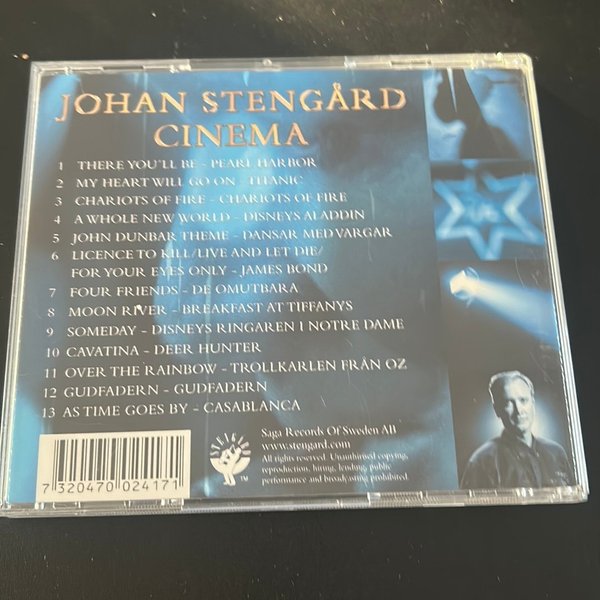 JOHAN STENGÅRD
CINEMA
1 THERE YOU'LL BE - PEARL HARBOR
2 MY HEART WILL GO ON - TITANIC
3 CHARIOTS OF FIRE - CHARIOTS OF FIRE
4 A WHOLE NEW WORLD - DISNEYS ALADDIN
5 JOHN DUNBAR THEME - DANSAR MED VARGAR
6 LICENCE TO KILL/LIVE AND LET DIE/
FOR YOUR EYES ONLY - JAMES BOND
7 FOUR FRIENDS - DE OMUTBARA
8 MOON RIVER - BREAKFAST AT TIFFANYS
9 SOMEDAY - DISNEYS RINGAREN I NOTRE DAME
10 CAVATINA - DEER HUNTER
11 OVER THE RAINBOW - TROLLKARLEN FRÅN OZ
12 GUDFADERN - GUDFADERN
13 AS TIME GOES BY - CASABLANCA
7 320470 024171
STENGARD
TM
Saga Records Of Sweden AB
www.stengard.com
All rights reserved. Unauthorised copying,
reproduction, hiring, lending, public
performance and broadcasting prohibited.